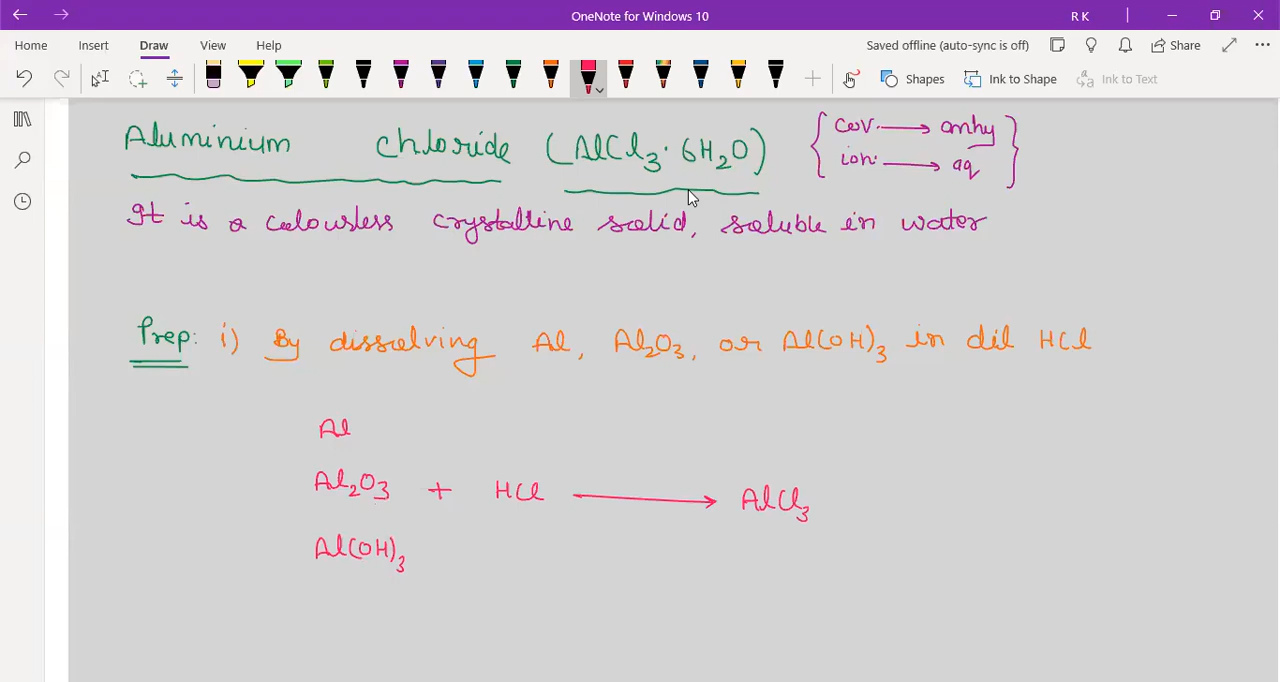 OneNote for Windows 10
R K
Home Insert Draw View Help
Saved offline (auto-sync is off) Share
Shapes Ink to Shape Ink to Text
Aluminium chloride (AlCl₃·6H₂O) {cov. → anhy
ion. → aq}
It is a colousless crystalline solid, soluble in water
Prep: i) By dissolving Al, Al₂O₃, or Al(OH)₃ in dil HCl
Al
Al₂O₃ + HCl → AlCl₃
Al(OH)₃